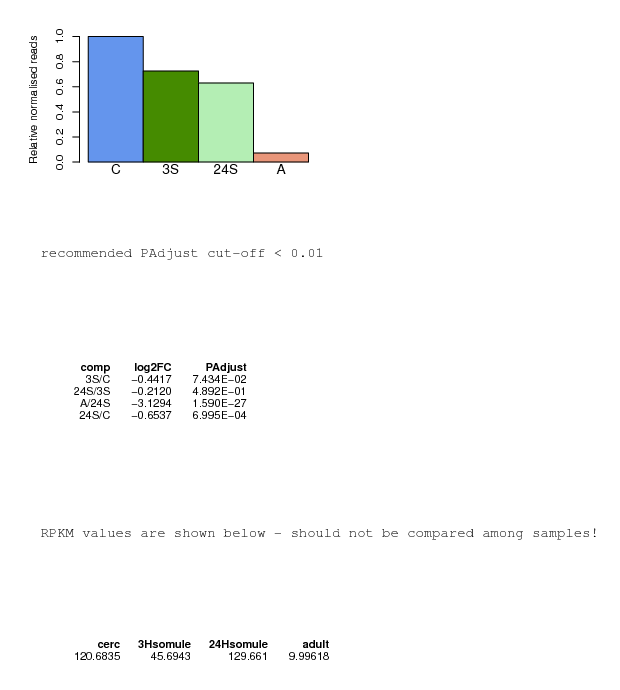 Relative normalised reads
1.0
0.8
0.6
0.4
0.2
0.0
C 3S 24S A
recommended PAdjust cut-off < 0.01
comp log2FC PAdjust
3S/C −0.4417 7.434E−02
24S/3S −0.2120 4.892E−01
A/24S −3.1294 1.590E−27
24S/C −0.6537 6.995E−04
RPKM values are shown below - should not be compared among samples!
cerc 3Hsomule 24Hsomule adult
120.6835 45.6943 129.661 9.99618